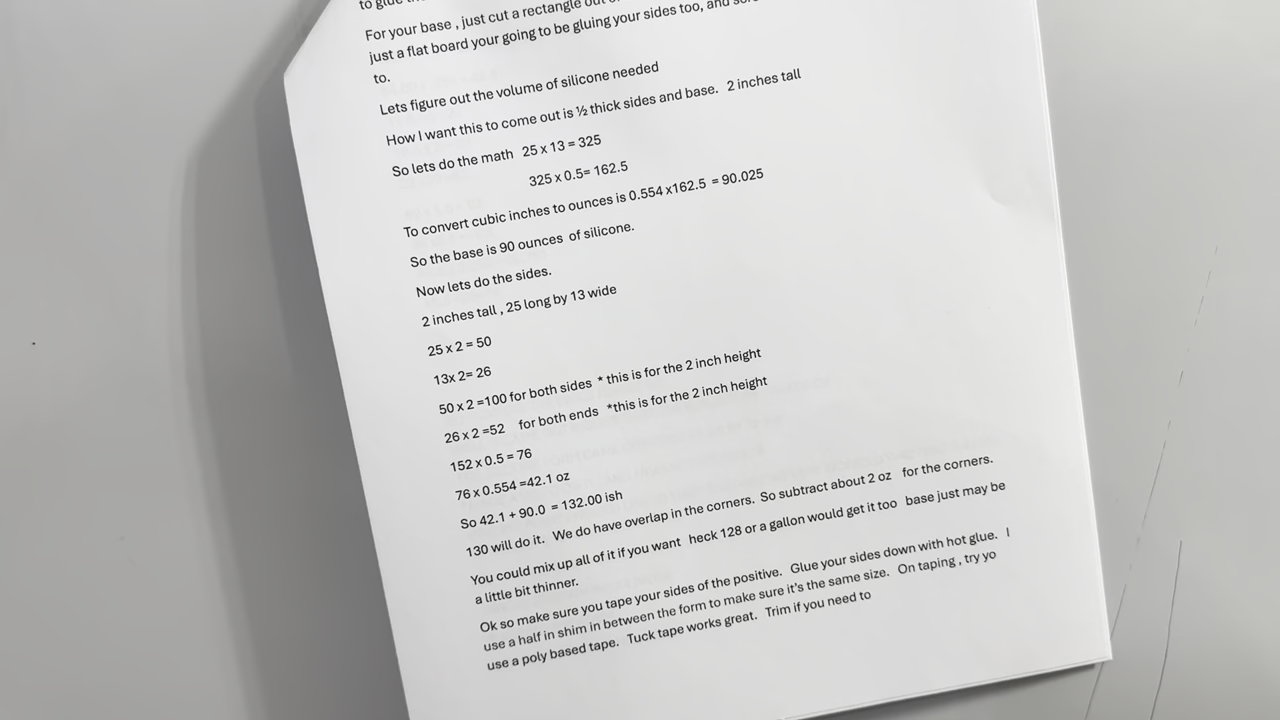 to glue
For your base , just cut a rectangle out of
just a flat board your going to be gluing your sides too, and
to.
Lets figure out the volume of silicone needed
How I want this to come out is ½ thick sides and base. 2 inches tall
So lets do the math 25 x 13 = 325
325 x 0.5= 162.5
To convert cubic inches to ounces is 0.554 x162.5 = 90.025
So the base is 90 ounces of silicone.
Now lets do the sides.
2 inches tall , 25 long by 13 wide
25 x 2 = 50
13x 2= 26
50 x 2 =100 for both sides * this is for the 2 inch height
26 x 2 =52 for both ends *this is for the 2 inch height
152 x 0.5 = 76
76 x 0.554 =42.1 oz
So 42.1 + 90.0 = 132.00 ish
130 will do it. We do have overlap in the corners. So subtract about 2 oz for the corners.
You could mix up all of it if you want heck 128 or a gallon would get it too base just may be
a little bit thinner.
Ok so make sure you tape your sides of the positive. Glue your sides down with hot glue. I
use a half in shim in between the form to make sure it's the same size. On taping , try yo
use a poly based tape. Tuck tape works great. Trim if you need to